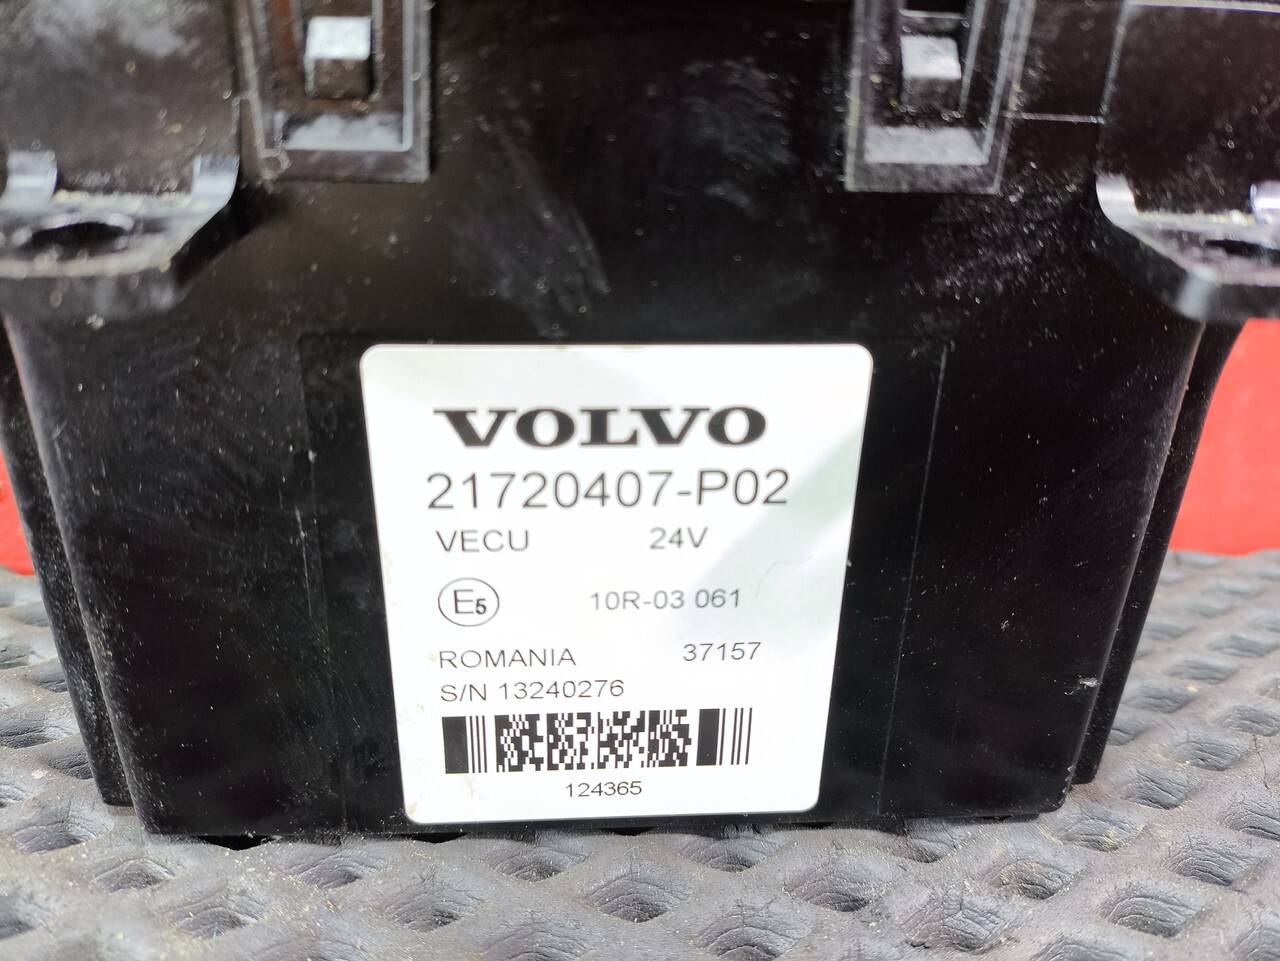 VOLVO
21720407-P02
VECU 24V
E5 10R-03 061
ROMANIA 37157
S/N 13240276
124365